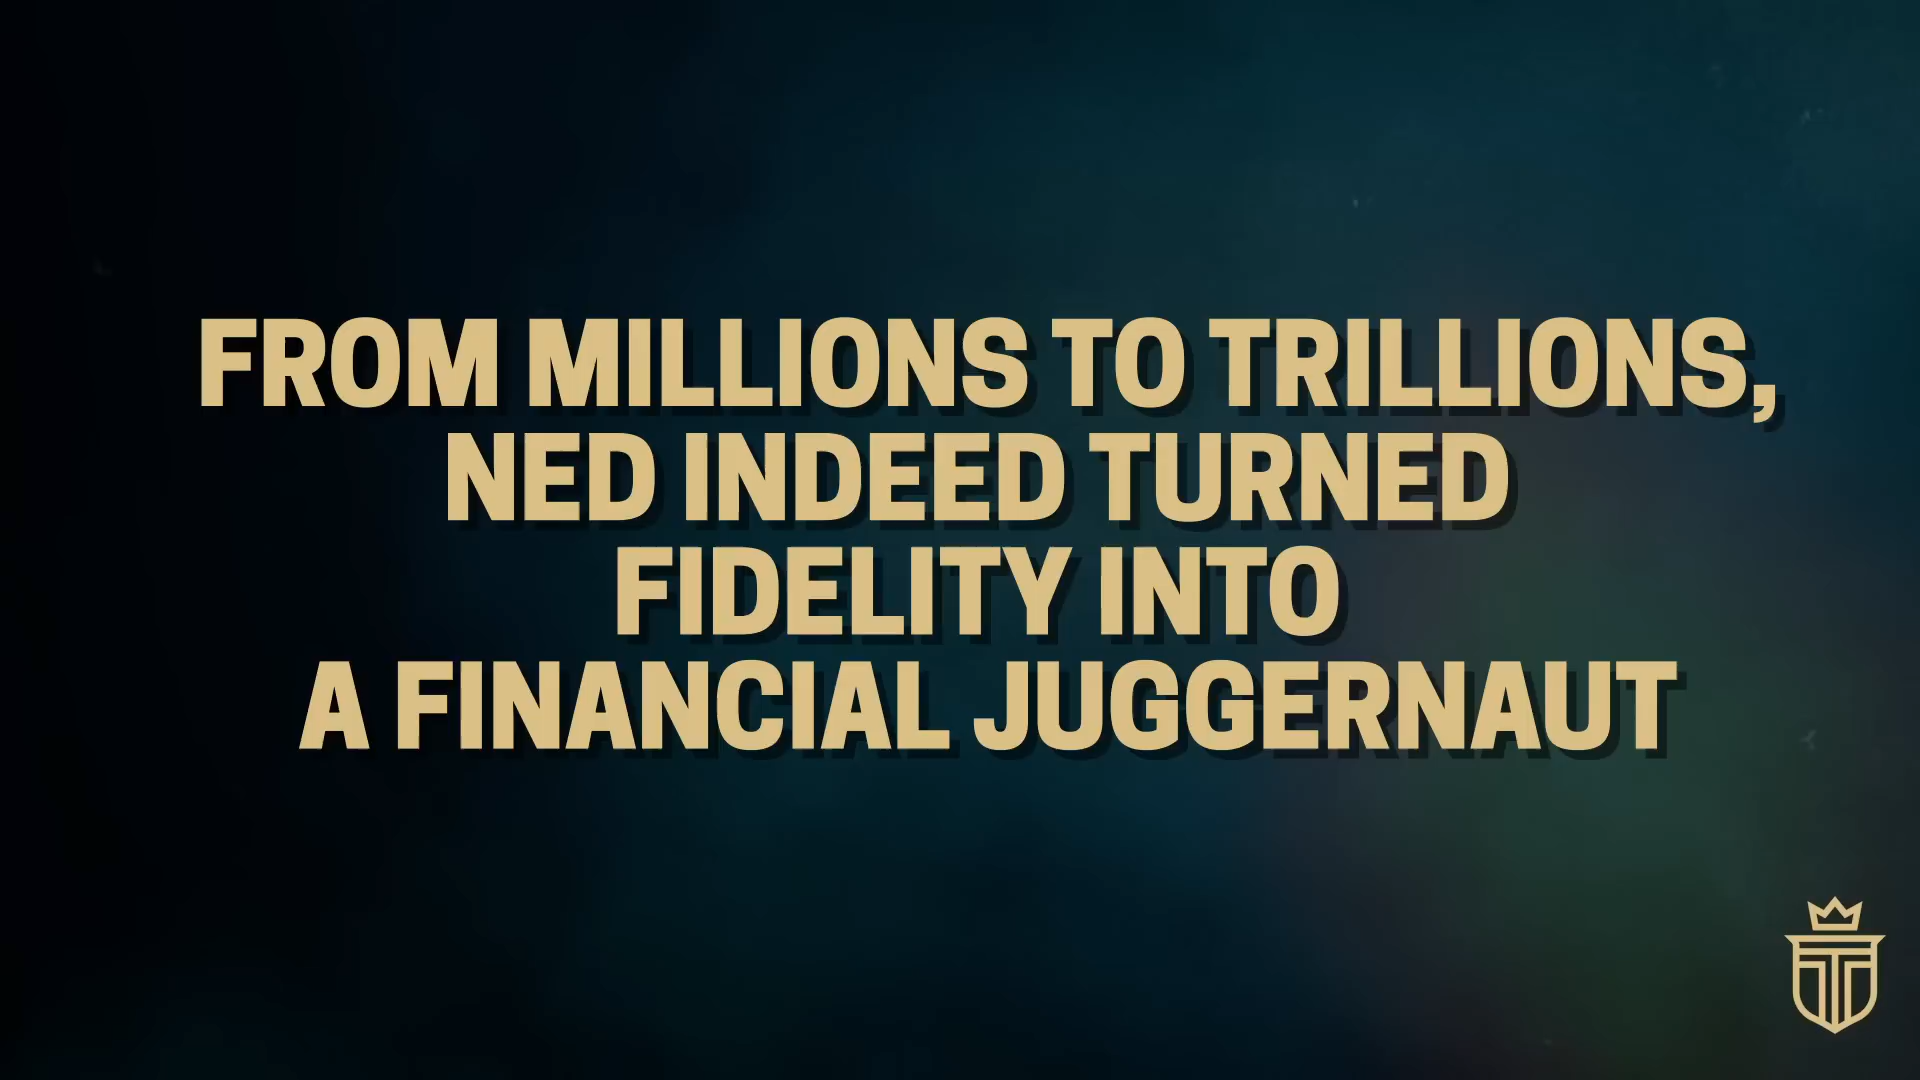 FROM MILLIONS TO TRILLIONS,
NED INDEED TURNED
FIDELITY INTO
A FINANCIAL JUGGERNAUT